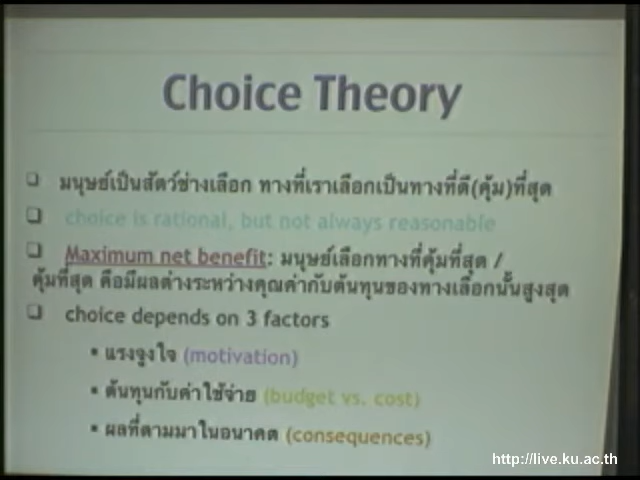 Choice Theory
❑ มนุษย์เป็นสัตว์ช่างเลือก ทางที่เราเลือกเป็นทางที่ดี(คุ้ม)ที่สุด
❑ choice is rational, but not always reasonable
❑ Maximum net benefit: มนุษย์เลือกทางที่คุ้มที่สุด /
คุ้มที่สุด คือมีผลต่างระหว่างคุณค่ากับต้นทุนของทางเลือกนั้นสูงสุด
❑ choice depends on 3 factors
▪ แรงจูงใจ (motivation)
▪ ต้นทุนกับค่าใช้จ่าย (budget vs. cost)
▪ ผลที่ตามมาในอนาคต (consequences)
http://live.ku.ac.th